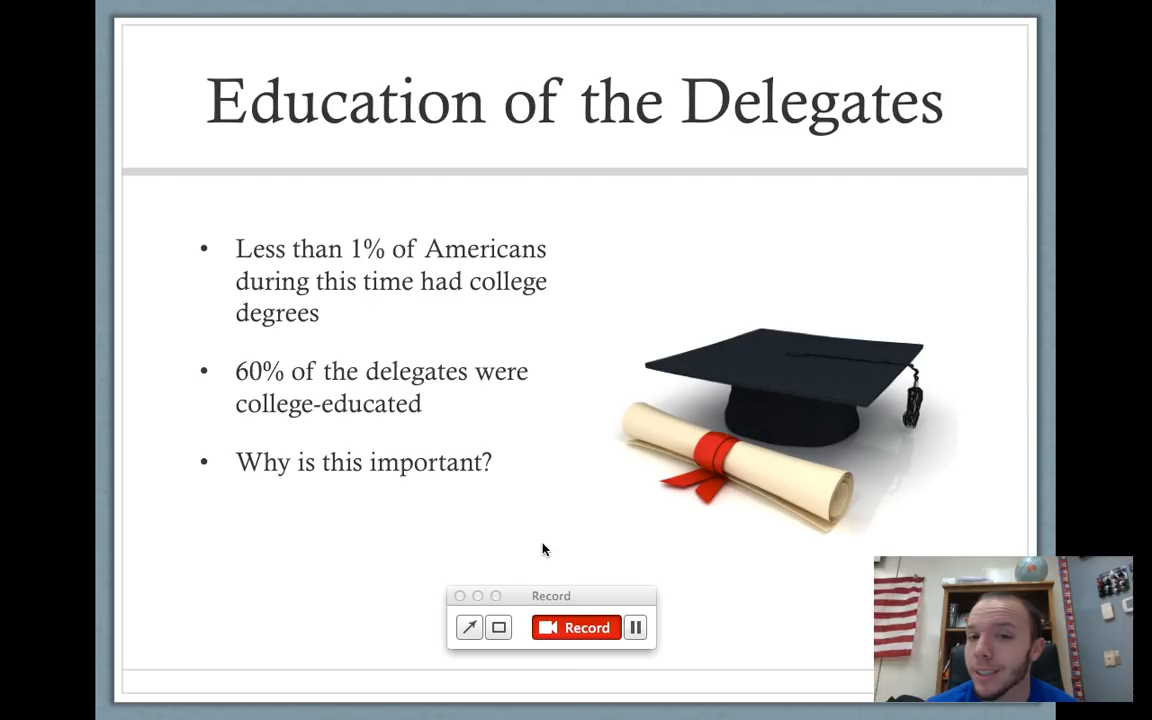 Education of the Delegates
• Less than 1% of Americans
during this time had college
degrees
• 60% of the delegates were
college-educated
• Why is this important?
Record
Record